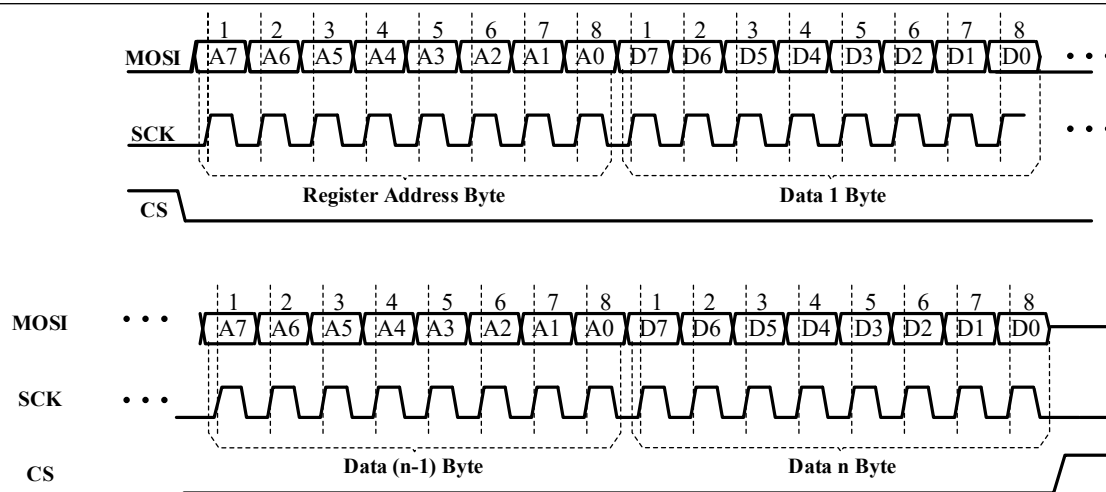 1 2 3 4 5 6 7 8 1 2 3 4 5 6 7 8
MOSI A7 A6 A5 A4 A3 A2 A1 A0 D7 D6 D5 D4 D3 D2 D1 D0 • • •
SCK • • •
Register Address Byte Data 1 Byte
CS
1 2 3 4 5 6 7 8 1 2 3 4 5 6 7 8
MOSI • • • A7 A6 A5 A4 A3 A2 A1 A0 D7 D6 D5 D4 D3 D2 D1 D0
SCK • • •
Data (n-1) Byte Data n Byte
CS